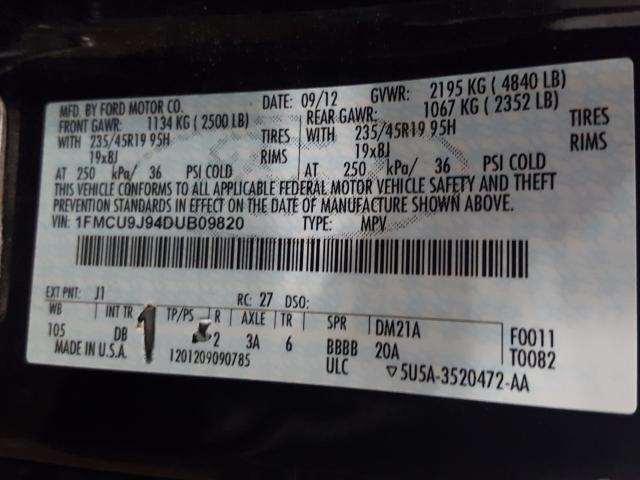 MFD. BY FORD MOTOR CO. DATE: 09/12 GVWR: 2195 KG ( 4840 LB)
FRONT GAWR: 1134 KG ( 2500 LB) REAR GAWR: 1067 KG ( 2352 LB)
WITH 235/45R19 95H TIRES WITH 235/45R19 95H TIRES
19x8J RIMS 19x8J RIMS
AT 250 kPa/ 36 PSI COLD AT 250 kPa/ 36 PSI COLD
THIS VEHICLE CONFORMS TO ALL APPLICABLE FEDERAL MOTOR VEHICLE SAFETY AND THEFT
PREVENTION STANDARDS IN EFFECT ON THE DATE OF MANUFACTURE SHOWN ABOVE.
VIN: 1FMCU9J94DUB09820 TYPE: MPV
EXT PNT: J1 RC: 27 DSO:
WB INT TR TP/PS R AXLE TR SPR DM21A F0011
105 DB 1 2 3A 6 BBBB 20A T0082
MADE IN U.S.A. 1201209090785 ULC ▽5U5A-3520472-AA